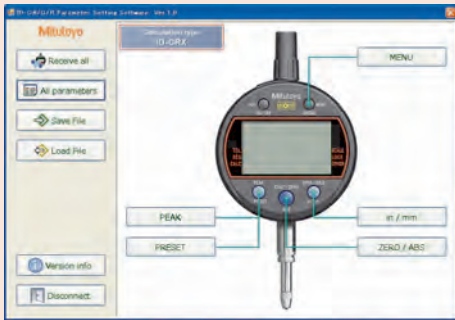 ID-C#A/D/R Parameter Setting Software Ver.1.0
Mitutoyo
Receive all
All parameters
Save File
Load File
Version info
Disconnect
Calculation type:
ID-CRX
Mitutoyo
MENU
PEAK
in / mm
PRESET
ZERO / ABS